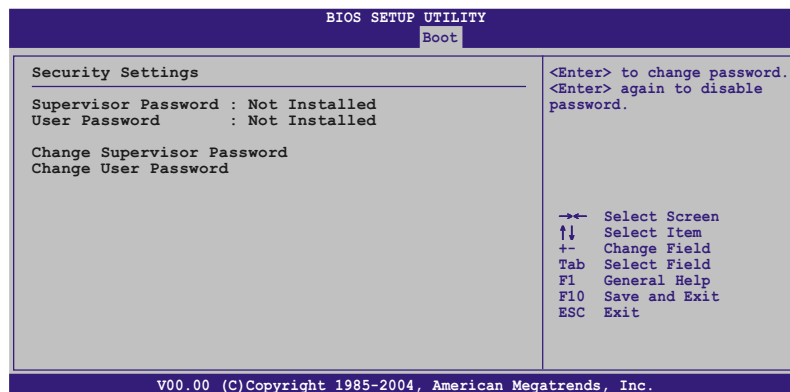 BIOS SETUP UTILITY
Boot
Security Settings
Supervisor Password : Not Installed
User Password : Not Installed
Change Supervisor Password
Change User Password
<Enter> to change password.
<Enter> again to disable
password.
→← Select Screen
↑↓ Select Item
+- Change Field
Tab Select Field
F1 General Help
F10 Save and Exit
ESC Exit
V00.00 (C)Copyright 1985-2004, American Megatrends, Inc.